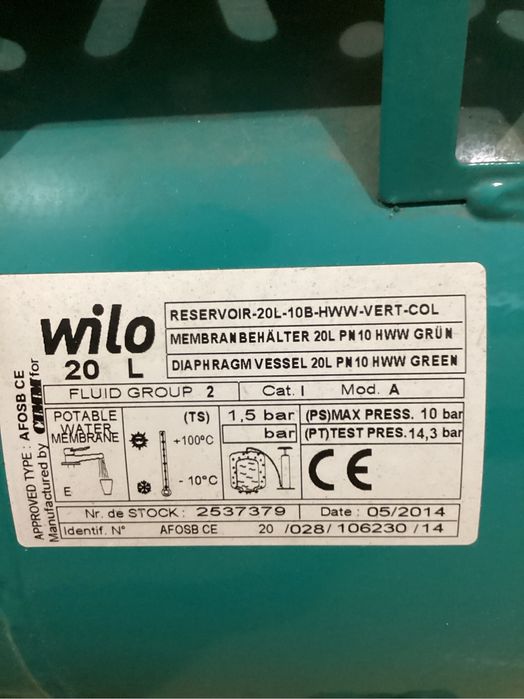 wilo
20 L
RESERVOIR-20L-10B-HWW-VERT-COL
MEMBRANBEHÄLTER 20L PN10 HWW GRÜN
DIAPHRAGM VESSEL 20L PN10 HWW GREEN
FLUID GROUP 2 Cat. I Mod. A
POTABLE
WATER
MEMBRANE
E
(TS)
+100°C
- 10°C
1,5 bar
bar
(PS)MAX PRESS. 10 bar
(PT)TEST PRES. 14,3 bar
CE
Nr. de STOCK: 2537379 Date : 05/2014
Identif. N° AFOSB CE 20 /028/ 106230 /14
APPROVED TYPE : AFOSB CE
Manufactured by CIMM for